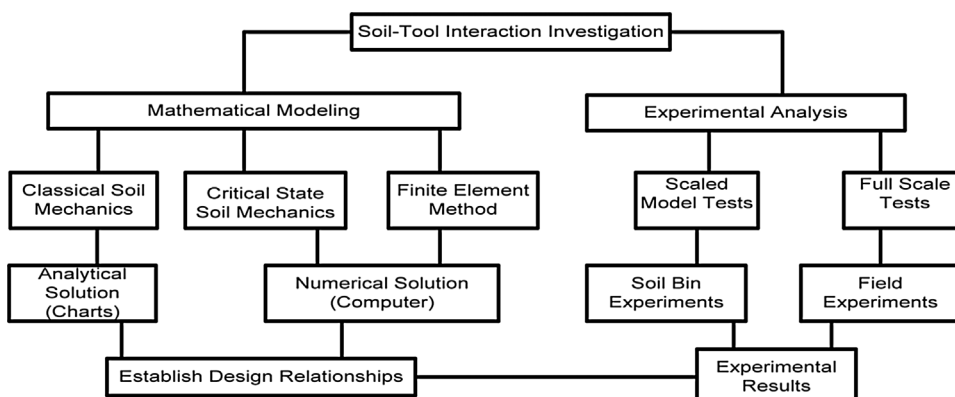 Soil-Tool Interaction Investigation
Mathematical Modeling
Experimental Analysis
Classical Soil
Mechanics
Critical State
Soil Mechanics
Finite Element
Method
Scaled
Model Tests
Full Scale
Tests
Analytical
Solution
(Charts)
Numerical Solution
(Computer)
Soil Bin
Experiments
Field
Experiments
Establish Design Relationships
Experimental
Results